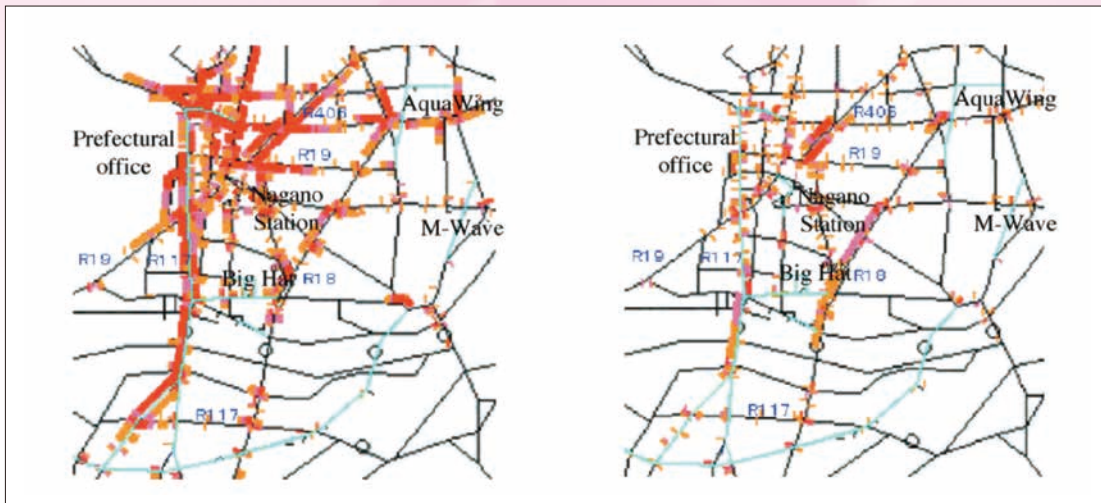 AquaWing
R406
Prefectural
office
R19
Nagano
Station
M-Wave
R19
R117
Big Hat
R18
R117
AquaWing
R406
Prefectural
office
R19
Nagano
Station
M-Wave
R19
R117
Big Hat
R18
R117